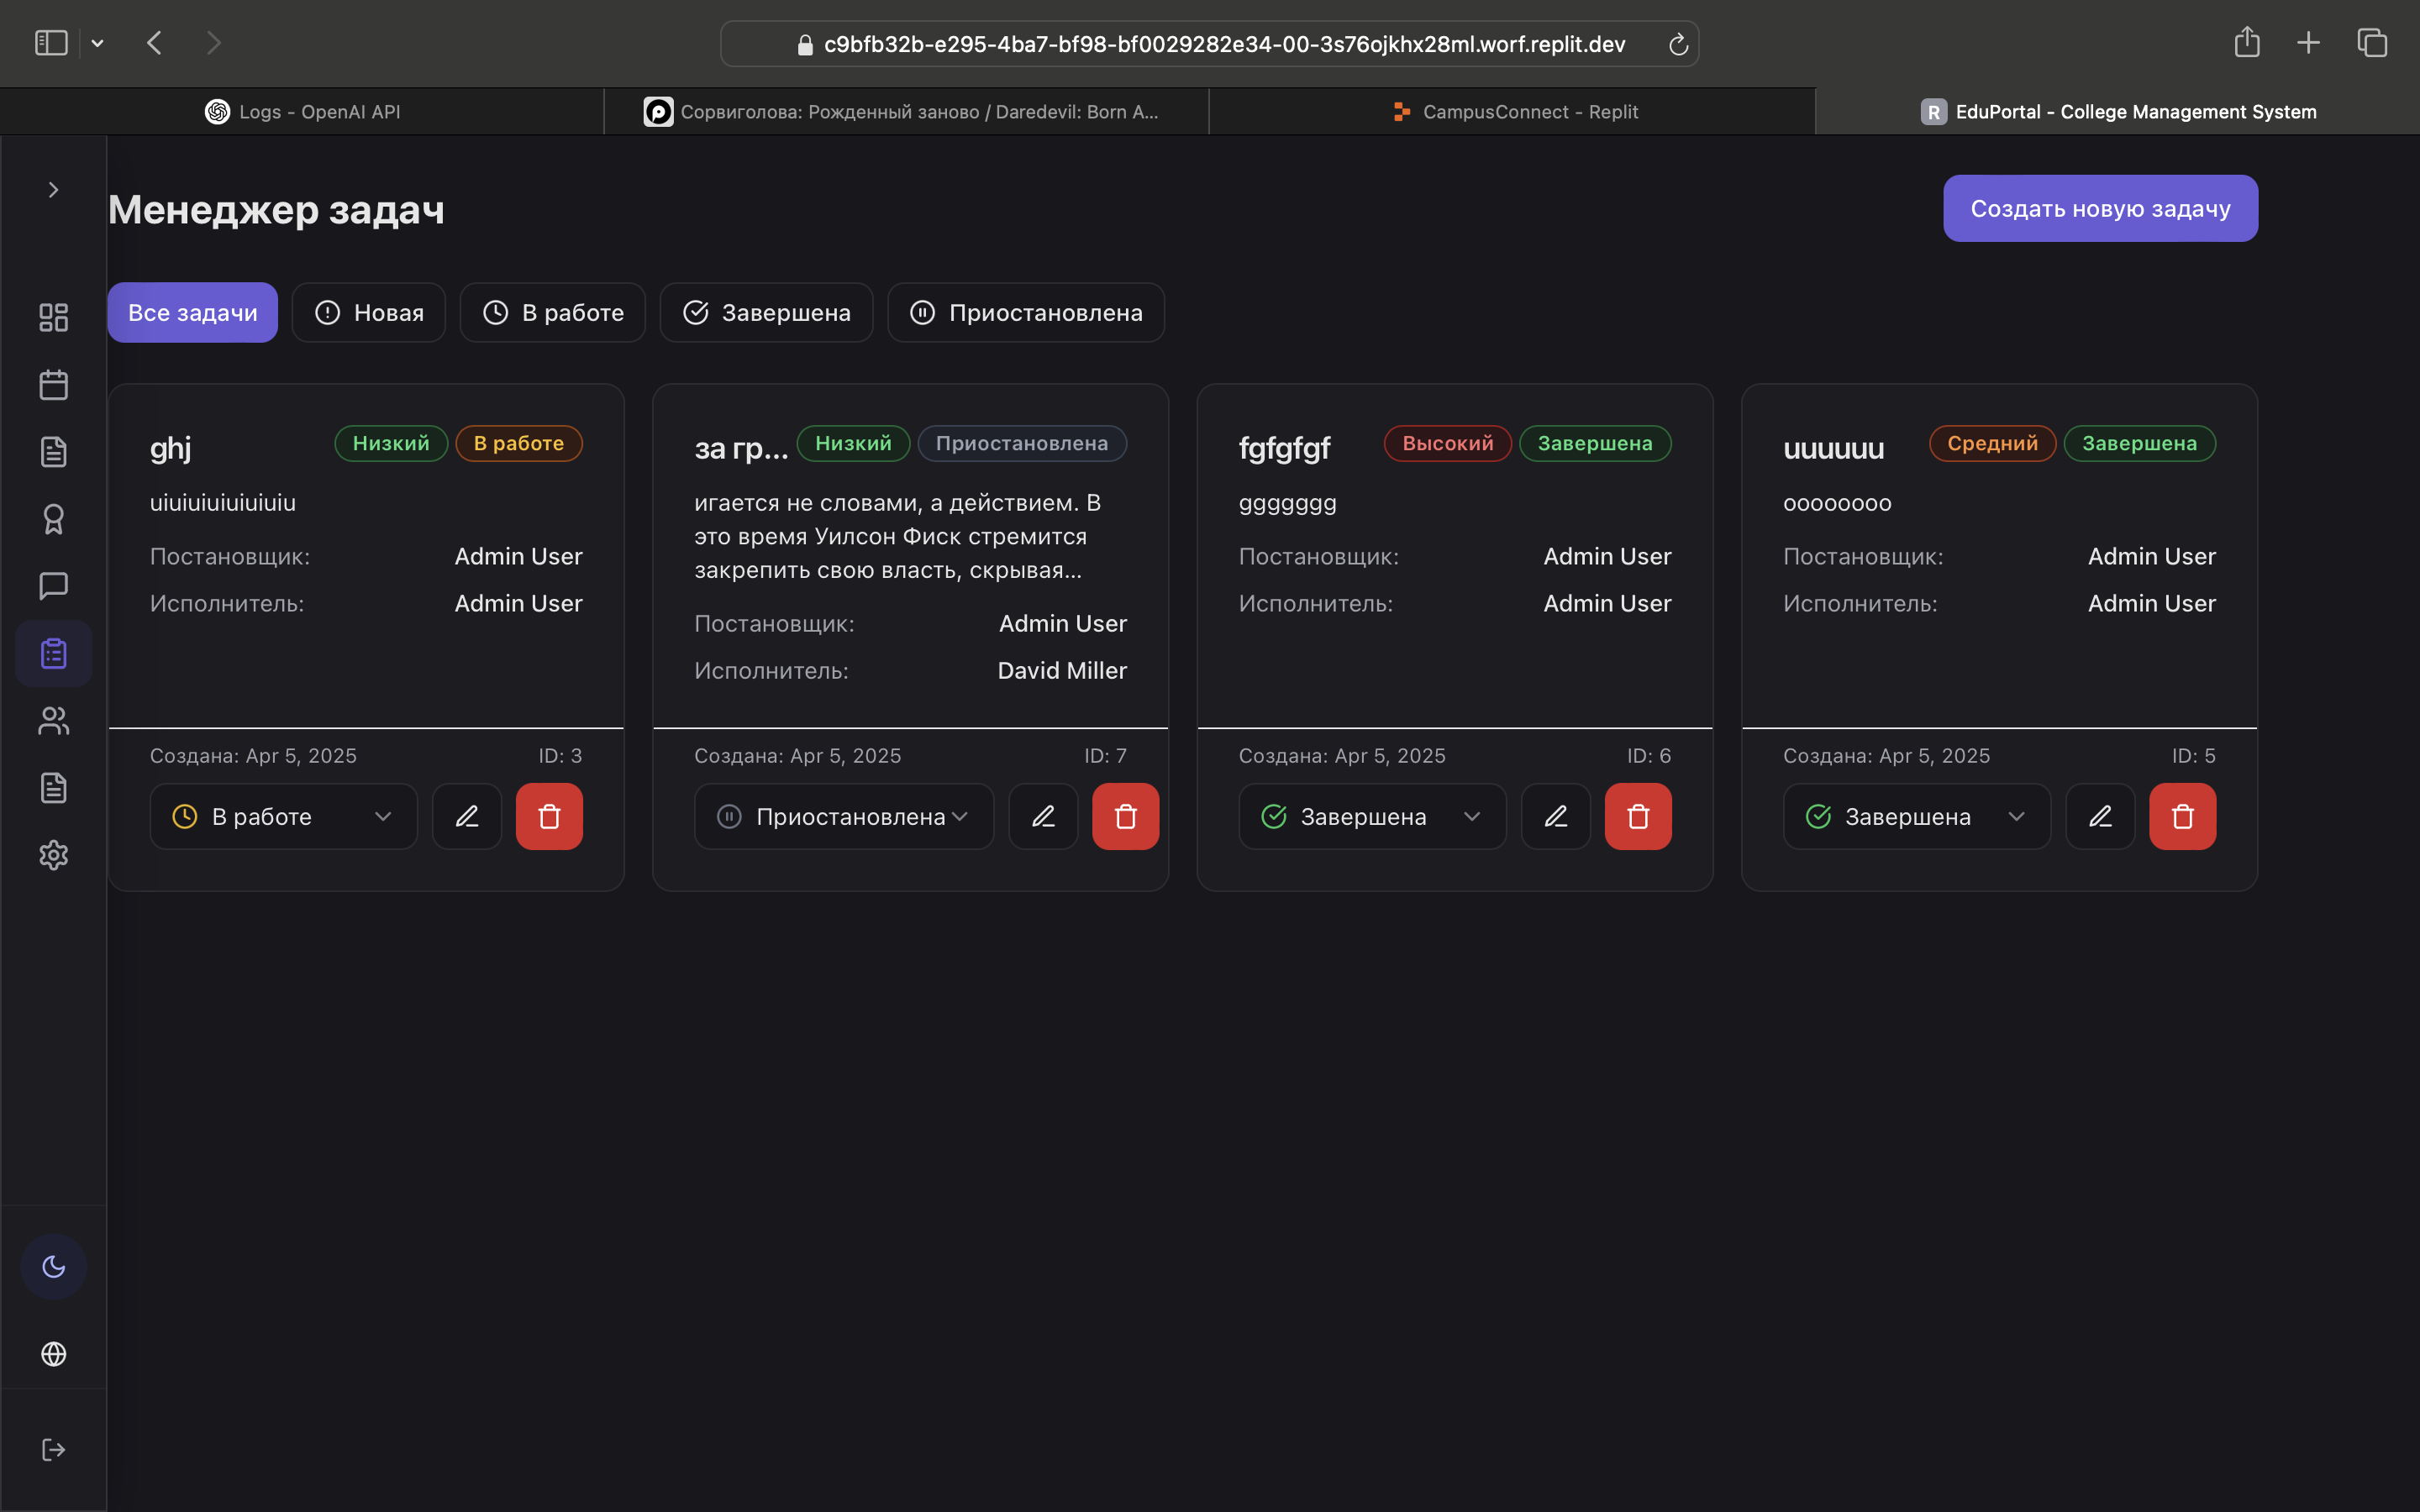 c9bfb32b-e295-4ba7-bf98-bf0029282e34-00-3s76ojkhx28ml.worf.replit.dev
Logs - OpenAI API
Сорвиголова: Рожденный заново / Daredevil: Born A...
CampusConnect - Replit
R EduPortal - College Management System
Менеджер задач
Создать новую задачу
Все задачи
Новая
В работе
Завершена
Приостановлена
ghj
Низкий
В работе
uiuiuiuiuiuiuiu
Постановщик: Admin User
Исполнитель: Admin User
Создана: Apr 5, 2025
ID: 3
В работе
за гр...
Низкий
Приостановлена
игается не словами, а действием. В
это время Уилсон Фиск стремится
закрепить свою власть, скрывая...
Постановщик: Admin User
Исполнитель: David Miller
Создана: Apr 5, 2025
ID: 7
Приостановлена
fgfgfgf
Высокий
Завершена
ggggggg
Постановщик: Admin User
Исполнитель: Admin User
Создана: Apr 5, 2025
ID: 6
Завершена
uuuuuu
Средний
Завершена
oooooooo
Постановщик: Admin User
Исполнитель: Admin User
Создана: Apr 5, 2025
ID: 5
Завершена